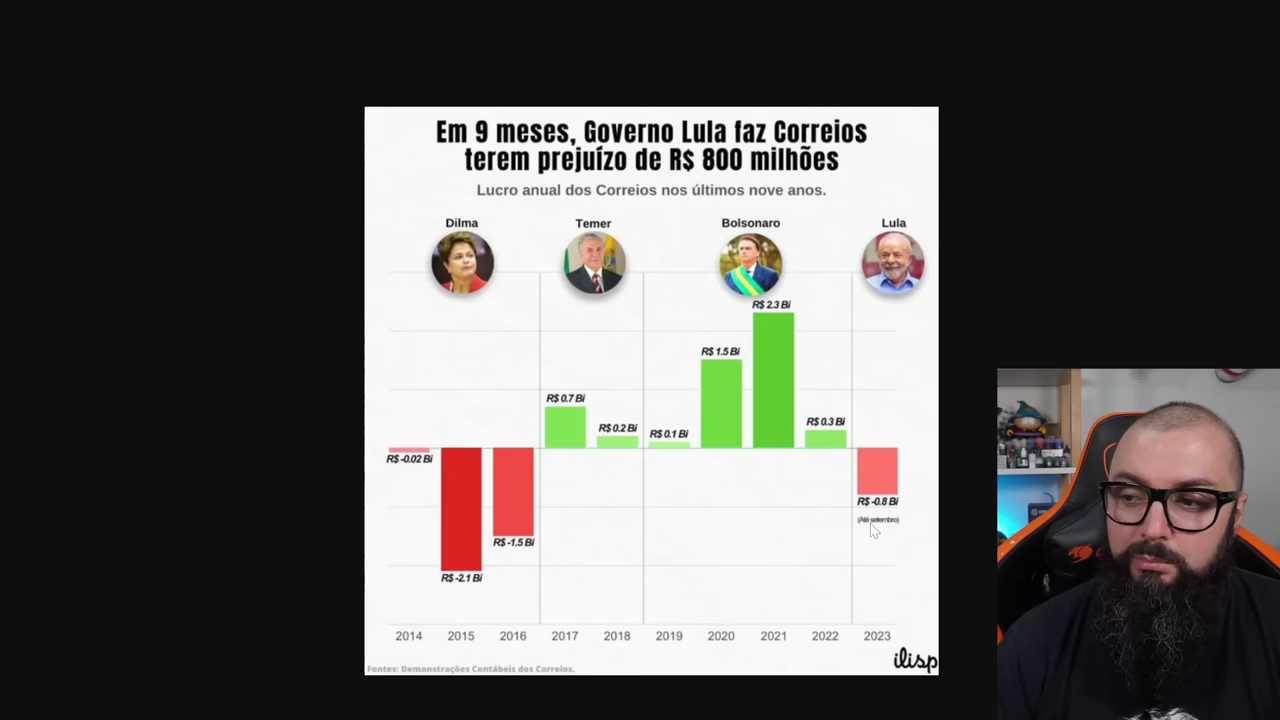 Em 9 meses, Governo Lula faz Correios
terem prejuízo de R$ 800 milhões
Lucro anual dos Correios nos últimos nove anos.
Dilma Temer Bolsonaro Lula
R$ 2.3 Bi
R$ 1.5 Bi
R$ 0.7 Bi
R$ 0.2 Bi R$ 0.1 Bi R$ 0.3 Bi
R$ -0.02 Bi
R$ -0.8 Bi
(Até setembro)
R$ -1.5 Bi
R$ -2.1 Bi
2014 2015 2016 2017 2018 2019 2020 2021 2022 2023
ilisp
Fontes: Demonstrações Contábeis dos Correios.